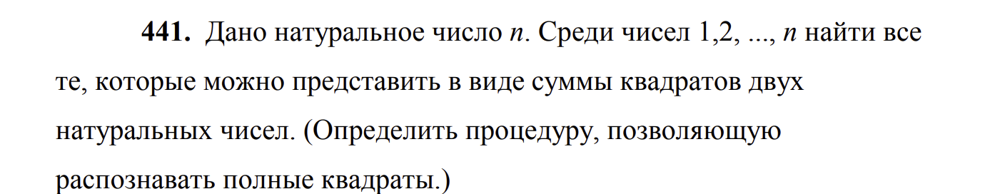 441. Дано натуральное число n. Среди чисел 1,2, ..., n найти все
те, которые можно представить в виде суммы квадратов двух
натуральных чисел. (Определить процедуру, позволяющую
распознавать полные квадраты.)